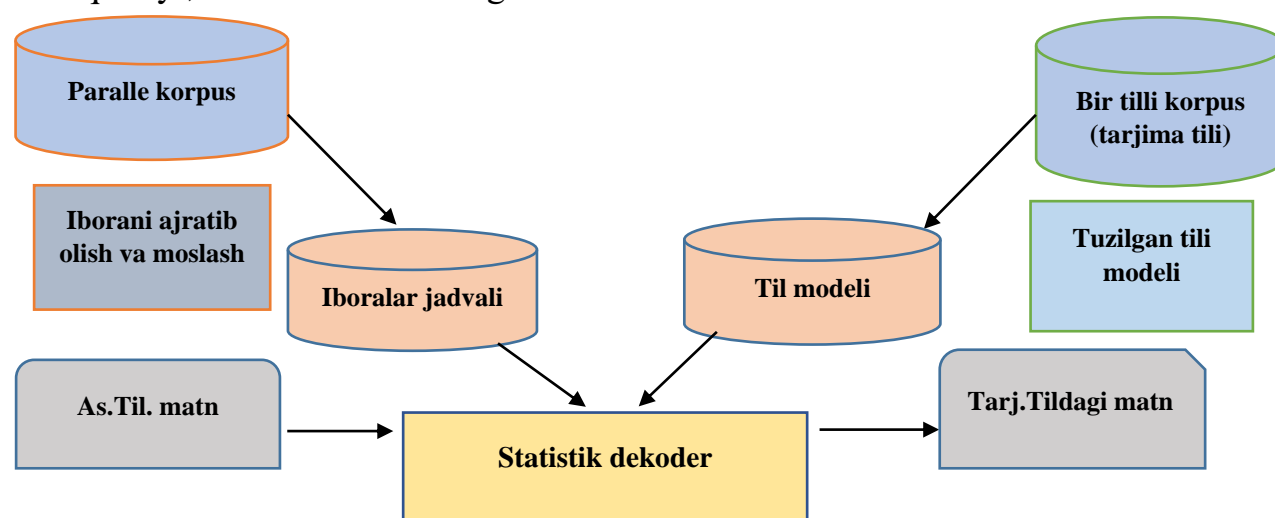 Paralle korpus
Bir tilli korpus
(tarjima tili)
Iborani ajratib
olish va moslash
Tuzilgan tili
modeli
Iboralar jadvali
Til modeli
As.Til. matn
Tarj.Tildagi matn
Statistik dekoder